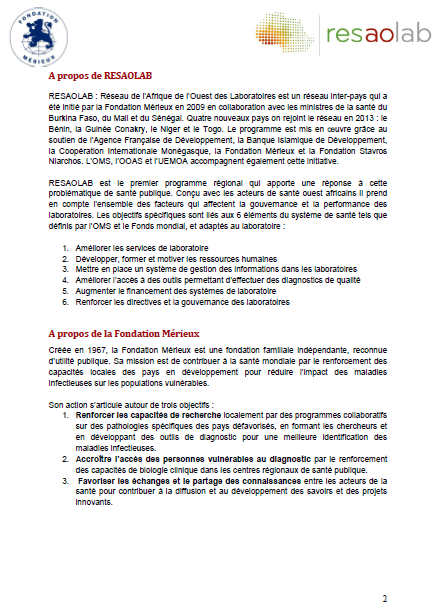 FONDATION
MÉRIEUX
resaolab
A propos de RESAOLAB
RESAOLAB : Réseau de l'Afrique de l'Ouest des Laboratoires est un réseau inter-pays qui a
été initié par la Fondation Mérieux en 2009 en collaboration avec les ministres de la santé du
Burkina Faso, du Mali et du Sénégal. Quatre nouveaux pays on rejoint le réseau en 2013 : le
Bénin, la Guinée Conakry, le Niger et le Togo. Le programme est mis en œuvre grâce au
soutien de l'Agence Française de Développement, la Banque Islamique de Développement,
la Coopération Internationale Monégasque, la Fondation Mérieux et la Fondation Stavros
Niarchos. L'OMS, l'OOAS et l'UEMOA accompagnent également cette initiative.
RESAOLAB est le premier programme régional qui apporte une réponse à cette
problématique de santé publique. Conçu avec les acteurs de santé ouest africains il prend
en compte l'ensemble des facteurs qui affectent la gouvernance et la performance des
laboratoires. Les objectifs spécifiques sont liés aux 6 éléments du système de santé tels que
définis par l'OMS et le Fonds mondial, et adaptés au laboratoire :
1. Améliorer les services de laboratoire
2. Développer, former et motiver les ressources humaines
3. Mettre en place un système de gestion des informations dans les laboratoires
4. Améliorer l'accès à des outils permettant d'effectuer des diagnostics de qualité
5. Augmenter le financement des systèmes de laboratoire
6. Renforcer les directives et la gouvernance des laboratoires
A propos de la Fondation Mérieux
Créée en 1967, la Fondation Mérieux est une fondation familiale indépendante, reconnue
d'utilité publique. Sa mission est de contribuer à la santé mondiale par le renforcement des
capacités locales des pays en développement pour réduire l'impact des maladies
infectieuses sur les populations vulnérables.
Son action s'articule autour de trois objectifs :
1. Renforcer les capacités de recherche localement par des programmes collaboratifs
sur des pathologies spécifiques des pays défavorisés, en formant les chercheurs et
en développant des outils de diagnostic pour une meilleure identification des
maladies infectieuses.
2. Accroître l'accès des personnes vulnérables au diagnostic par le renforcement
des capacités de biologie clinique dans les centres régionaux de santé publique.
3. Favoriser les échanges et le partage des connaissances entre les acteurs de la
santé pour contribuer à la diffusion et au développement des savoirs et des projets
innovants.
2